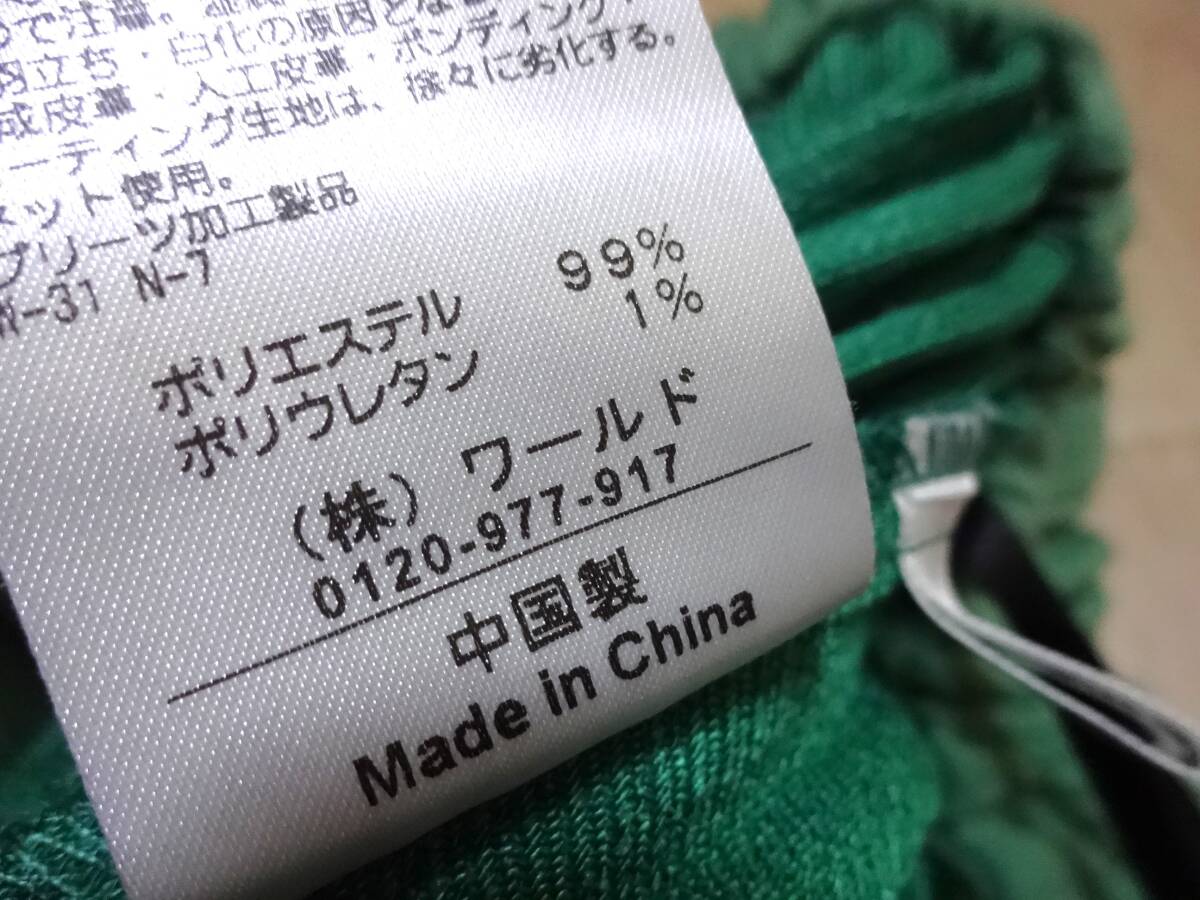 で注意。
立ち・白化の原因とな
成皮革・人工皮革・ボンディング・
ーティング生地は、徐々に劣化する。
ネット使用。
プリーツ加工製品
W-31 N-7
ポリエステル 99%
ポリウレタン 1%
（株）ワールド
0120-977-917
中国製
Made in China